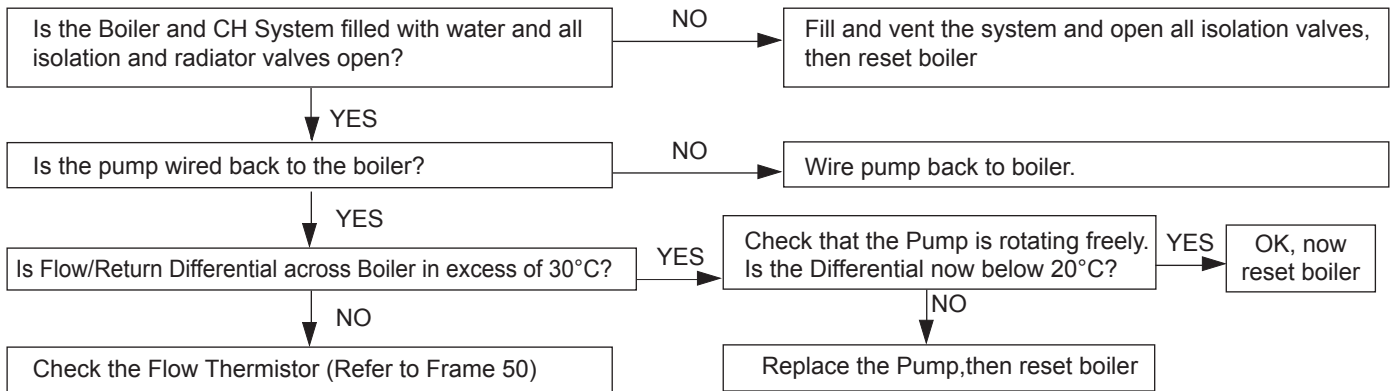 Is the Boiler and CH System filled with water and all
isolation and radiator valves open?
NO
Fill and vent the system and open all isolation valves,
then reset boiler
YES
Is the pump wired back to the boiler?
NO
Wire pump back to boiler.
YES
Is Flow/Return Differential across Boiler in excess of 30°C?
YES
Check that the Pump is rotating freely.
Is the Differential now below 20°C?
YES
OK, now
reset boiler
NO
Check the Flow Thermistor (Refer to Frame 50)
NO
Replace the Pump,then reset boiler